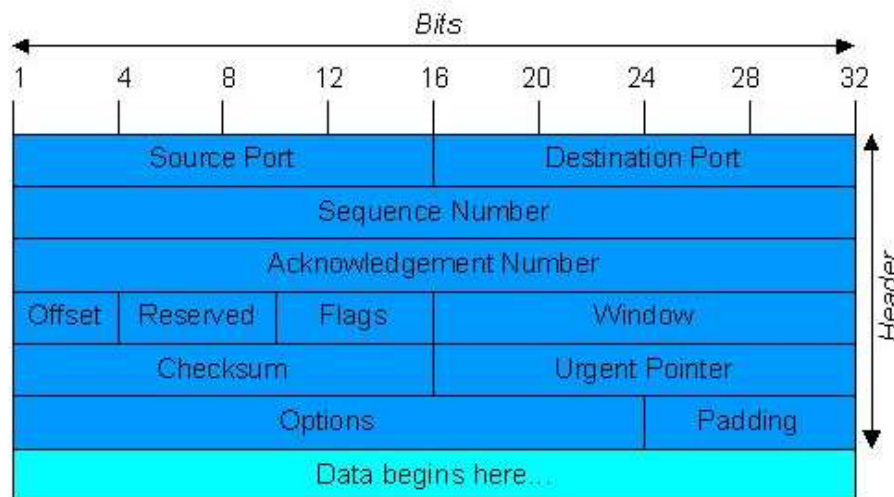 Bits
1 4 8 12 16 20 24 28 32
Source Port Destination Port
Sequence Number
Acknowledgement Number
Offset Reserved Flags Window
Checksum Urgent Pointer
Options Padding
Data begins here...
Header